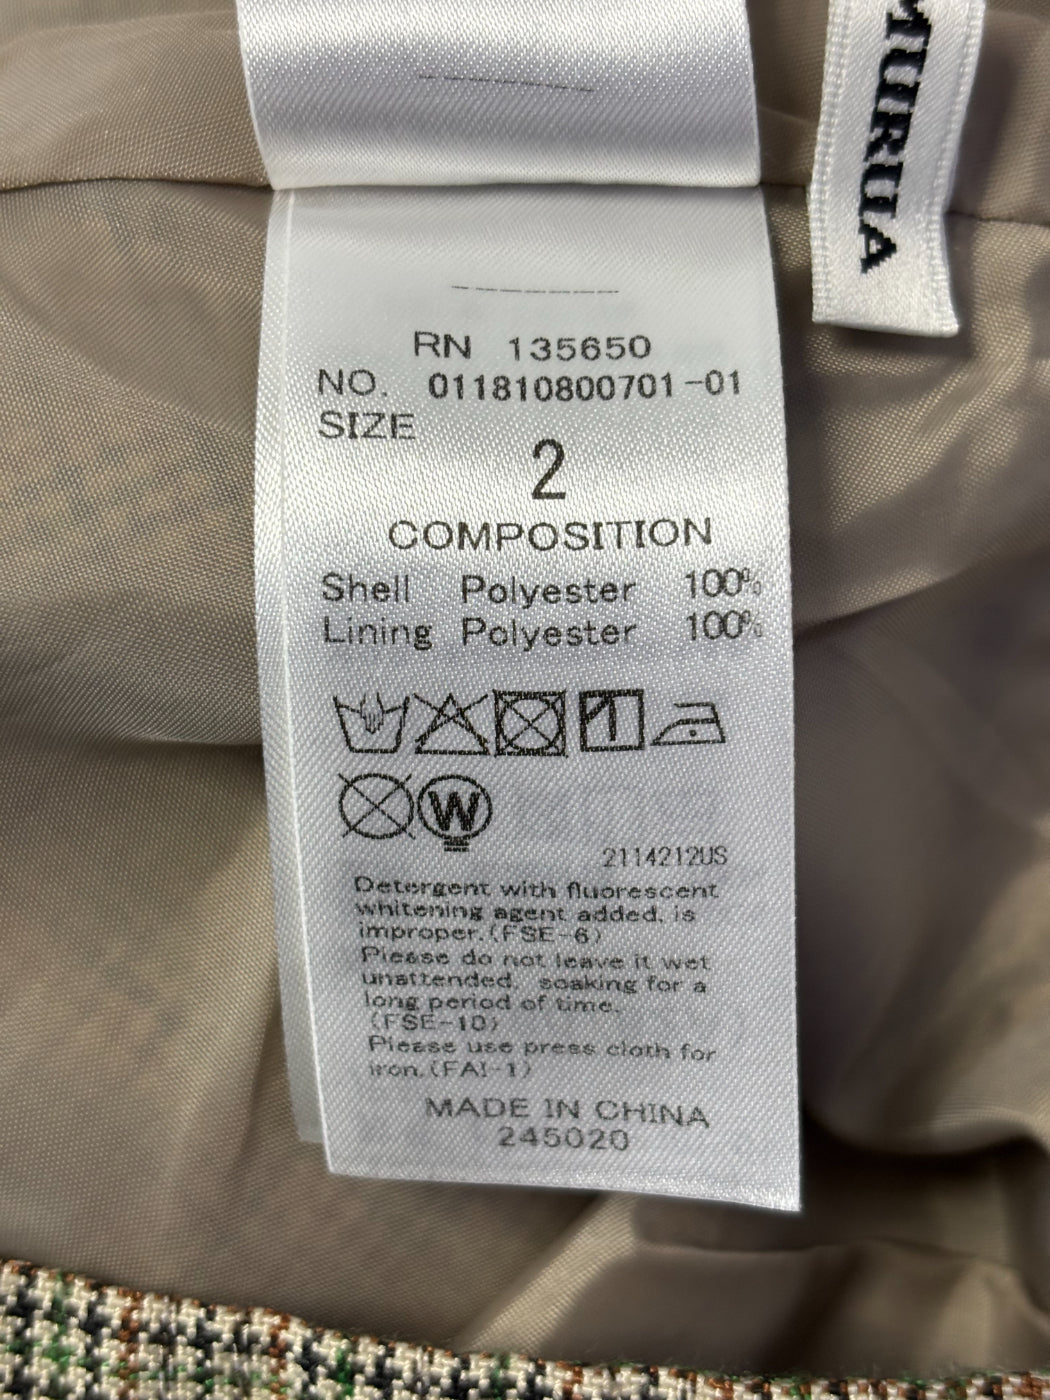 MURUA
RN 135650
NO. 011810800701-01
SIZE
2
COMPOSITION
Shell Polyester 100%
Lining Polyester 100%
W
2114212US
Detergent with fluorescent
whitening agent added, is
improper.(FSE-6)
Please do not leave it wet
unattended, soaking for a
long period of time.
(FSE-10)
Please use press cloth for
iron.(FAI-1)
MADE IN CHINA
245020